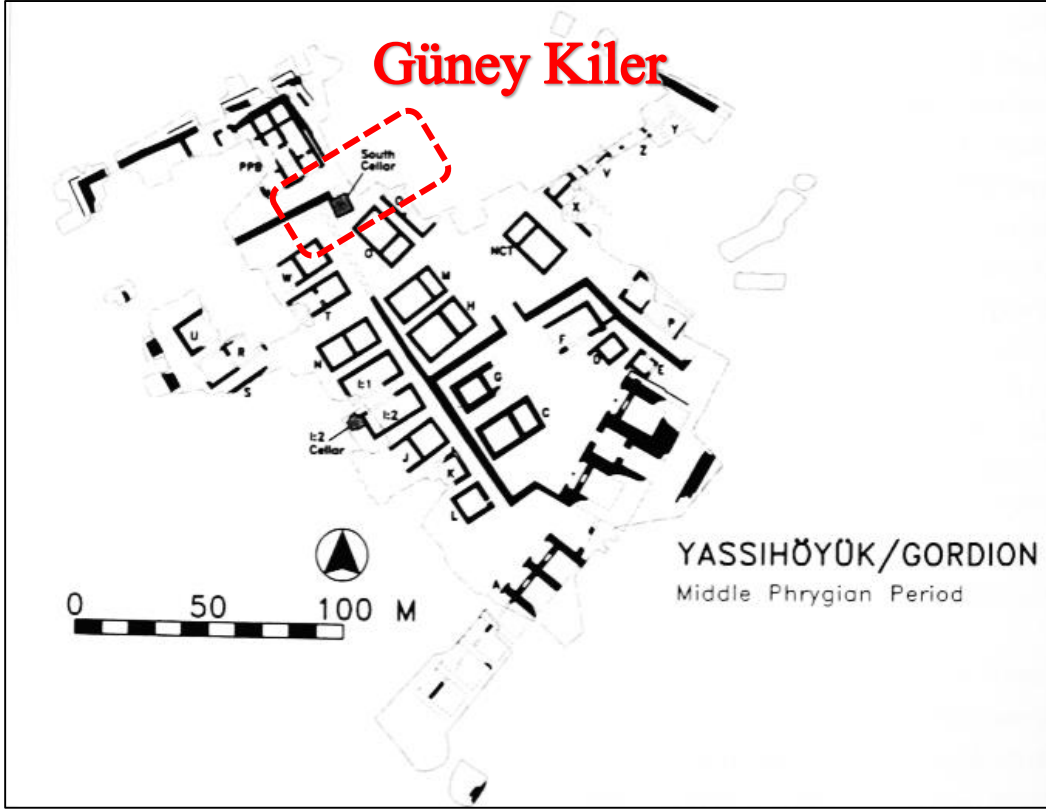 Güney Kiler
PPB
South
Cellar
Y
Z
V
X
Q
O
NCT
W
T
M
H
U
R
S
N
I:1
I:2
I:2
Cellar
J
K
L
G
C
F
D
E
P
A
YASSIHÖYÜK/GORDION
Middle Phrygian Period
0 50 100 M